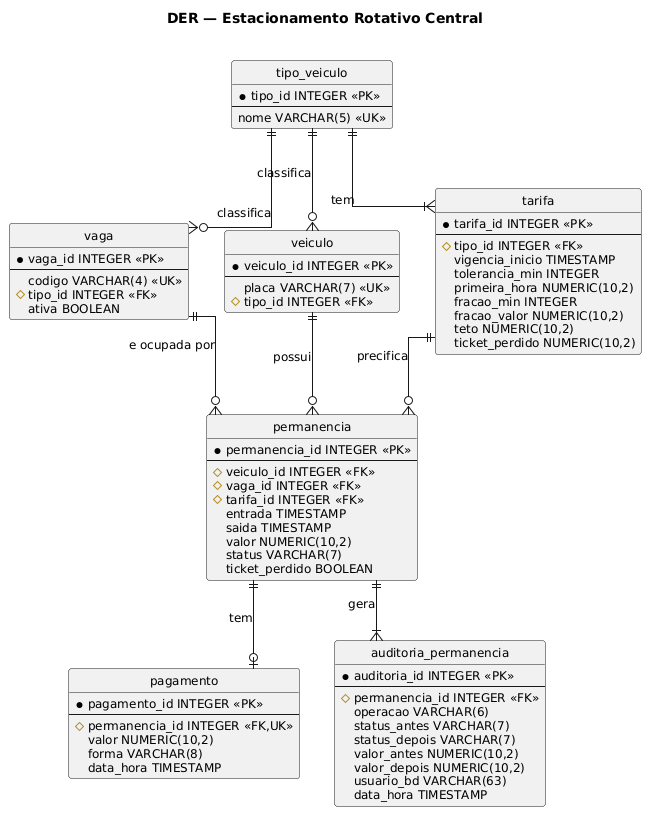 DER — Estacionamento Rotativo Central
tipo_veiculo
tipo_id INTEGER «PK»
nome VARCHAR(5) «UK»
classifica
classifica
tem
vaga
vaga_id INTEGER «PK»
codigo VARCHAR(4) «UK»
tipo_id INTEGER «FK»
ativa BOOLEAN
veiculo
veiculo_id INTEGER «PK»
placa VARCHAR(7) «UK»
tipo_id INTEGER «FK»
tarifa
tarifa_id INTEGER «PK»
tipo_id INTEGER «FK»
vigencia_inicio TIMESTAMP
tolerancia_min INTEGER
primeira_hora NUMERIC(10,2)
fracao_min INTEGER
fracao_valor NUMERIC(10,2)
teto NUMERIC(10,2)
ticket_perdido NUMERIC(10,2)
e ocupada por
possui
precifica
permanencia
permanencia_id INTEGER «PK»
veiculo_id INTEGER «FK»
vaga_id INTEGER «FK»
tarifa_id INTEGER «FK»
entrada TIMESTAMP
saida TIMESTAMP
valor NUMERIC(10,2)
status VARCHAR(7)
ticket_perdido BOOLEAN
tem
gera
pagamento
pagamento_id INTEGER «PK»
permanencia_id INTEGER «FK,UK»
valor NUMERIC(10,2)
forma VARCHAR(8)
data_hora TIMESTAMP
auditoria_permanencia
auditoria_id INTEGER «PK»
permanencia_id INTEGER «FK»
operacao VARCHAR(6)
status_antes VARCHAR(7)
status_depois VARCHAR(7)
valor_antes NUMERIC(10,2)
valor_depois NUMERIC(10,2)
usuario_bd VARCHAR(63)
data_hora TIMESTAMP